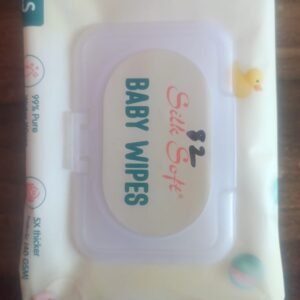 S
99% Pure
Silk Soft®
82
BABY WIPES
5X thicker